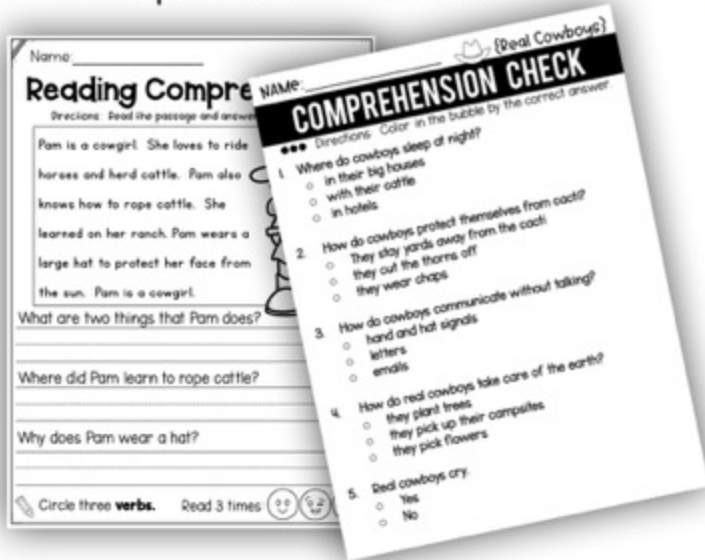 Name:
Reading Compre
Directions: Read the passage and answe
Pam is a cowgirl. She loves to ride
horses and herd cattle. Pam also
knows how to rope cattle. She
learned on her ranch. Pam wears a
large hat to protect her face from
the sun. Pam is a cowgirl.
What are two things that Pam does?
Where did Pam learn to rope cattle?
Why does Pam wear a hat?
Circle three verbs. Read 3 times:
{Real Cowboys}
NAMe:
COMPREHENSION CHECK
Directions: Color in the bubble by the correct answer.
1. Where do cowboys sleep at night?
in their big houses
with their cattle
in hotels
2. How do cowboys protect themselves from cacti?
They stay yards away from the cacti
they cut the thorns off
they wear chaps
3. How do cowboys communicate without talking?
hand and hat signals
letters
emails
4. How do real cowboys take care of the earth?
they plant trees
they pick up their campsites
they pick flowers
5. Real cowboys cry.
Yes
No